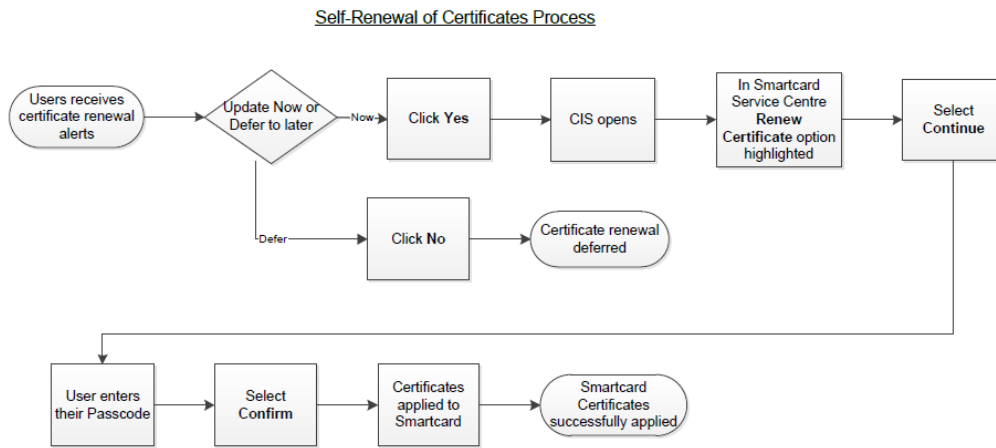 Self-Renewal of Certificates Process
Users receives
certificate renewal
alerts
Update Now or
Defer to later
Now
Click Yes
CIS opens
In Smartcard
Service Centre
Renew
Certificate option
highlighted
Select
Continue
Defer
Click No
Certificate renewal
deferred
User enters
their Passcode
Select
Confirm
Certificates
applied to
Smartcard
Smartcard
Certificates
successfully applied